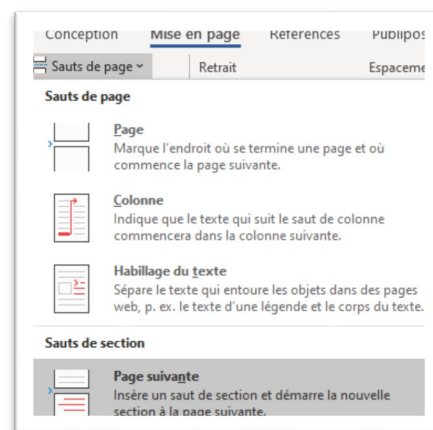 Conception Mise en page Références Publipos
Sauts de page Retrait Espaceme
Sauts de page
Page
Marque l'endroit où se termine une page et où
commence la page suivante.
Colonne
Indique que le texte qui suit le saut de colonne
commencera dans la colonne suivante.
Habillage du texte
Sépare le texte qui entoure les objets dans des pages
web, p. ex. le texte d'une légende et le corps du texte.
Sauts de section
Page suivante
Insère un saut de section et démarre la nouvelle
section à la page suivante.